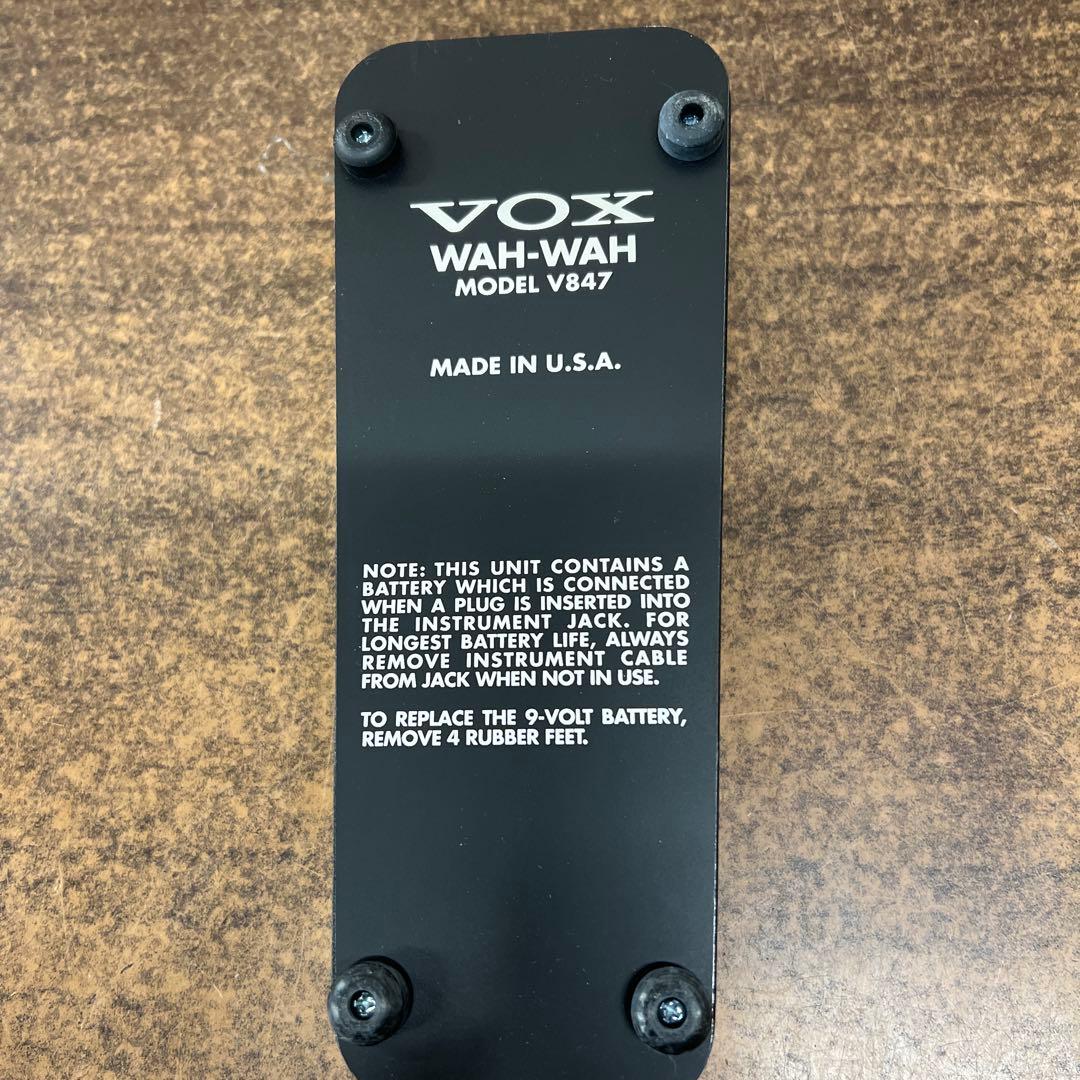 VOX
WAH-WAH
MODEL V847
MADE IN U.S.A.
NOTE: THIS UNIT CONTAINS A
BATTERY WHICH IS CONNECTED
WHEN A PLUG IS INSERTED INTO
THE INSTRUMENT JACK. FOR
LONGEST BATTERY LIFE, ALWAYS
REMOVE INSTRUMENT CABLE
FROM JACK WHEN NOT IN USE.
TO REPLACE THE 9-VOLT BATTERY,
REMOVE 4 RUBBER FEET.